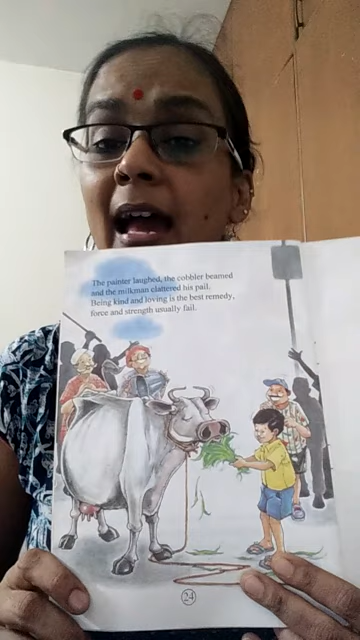 The painter laughed, the cobbler beamed
and the milkman clattered his pail.
Being kind and loving is the best remedy,
force and strength usually fail.
24